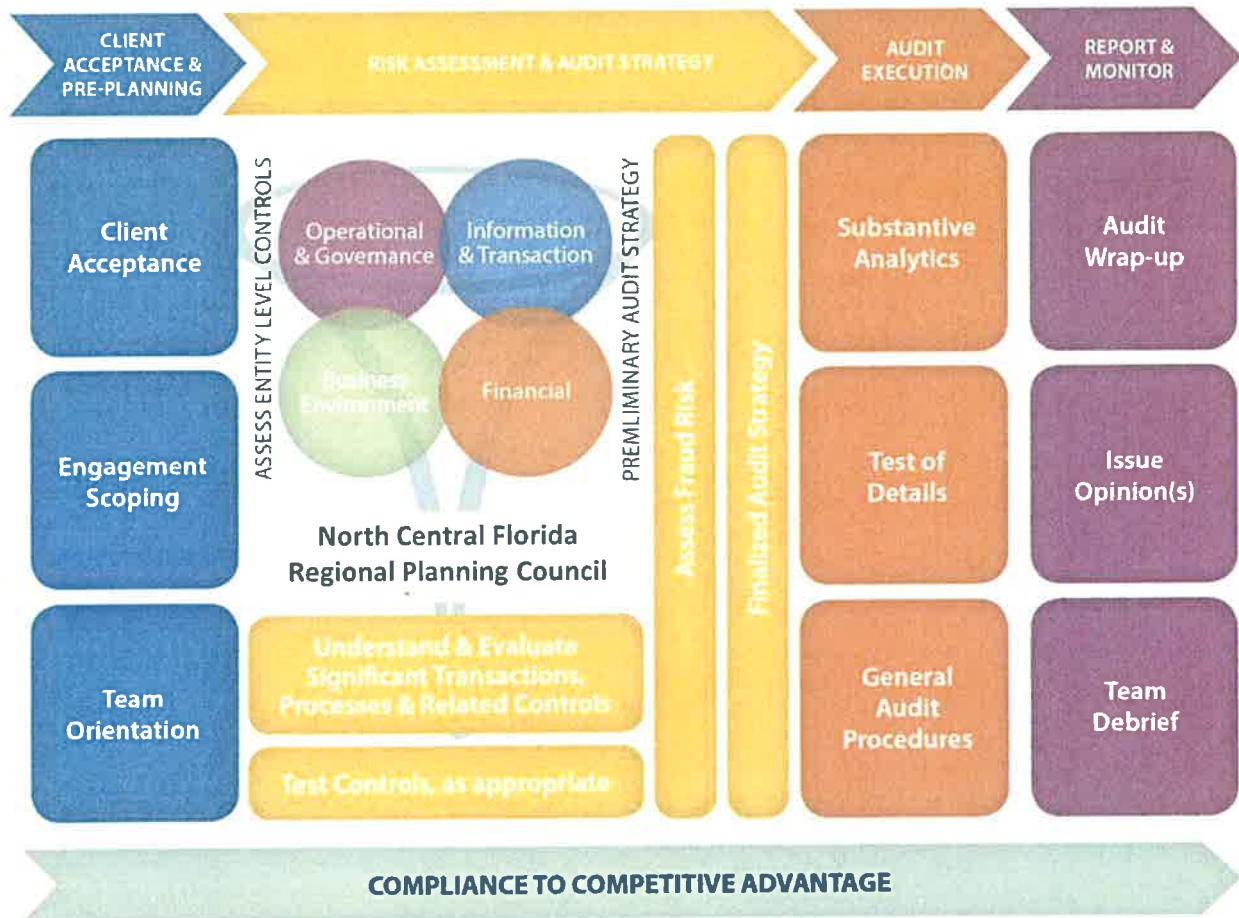 CLIENT
ACCEPTANCE &
PRE-PLANNING
RISK ASSESSMENT & AUDIT STRATEGY
AUDIT
EXECUTION
REPORT &
MONITOR
Client
Acceptance
Engagement
Scoping
Team
Orientation
ASSESS ENTITY LEVEL CONTROLS
Operational
& Governance
Information
& Transaction
Business
Environment
Financial
PREMLIMINARY AUDIT STRATEGY
North Central Florida
Regional Planning Council
Understand & Evaluate
Significant Transactions,
Processes & Related Controls
Test Controls, as appropriate
Assess Fraud Risk
Finalized Audit Strategy
Substantive
Analytics
Test of
Details
General
Audit
Procedures
Audit
Wrap-up
Issue
Opinion(s)
Team
Debrief
COMPLIANCE TO COMPETITIVE ADVANTAGE